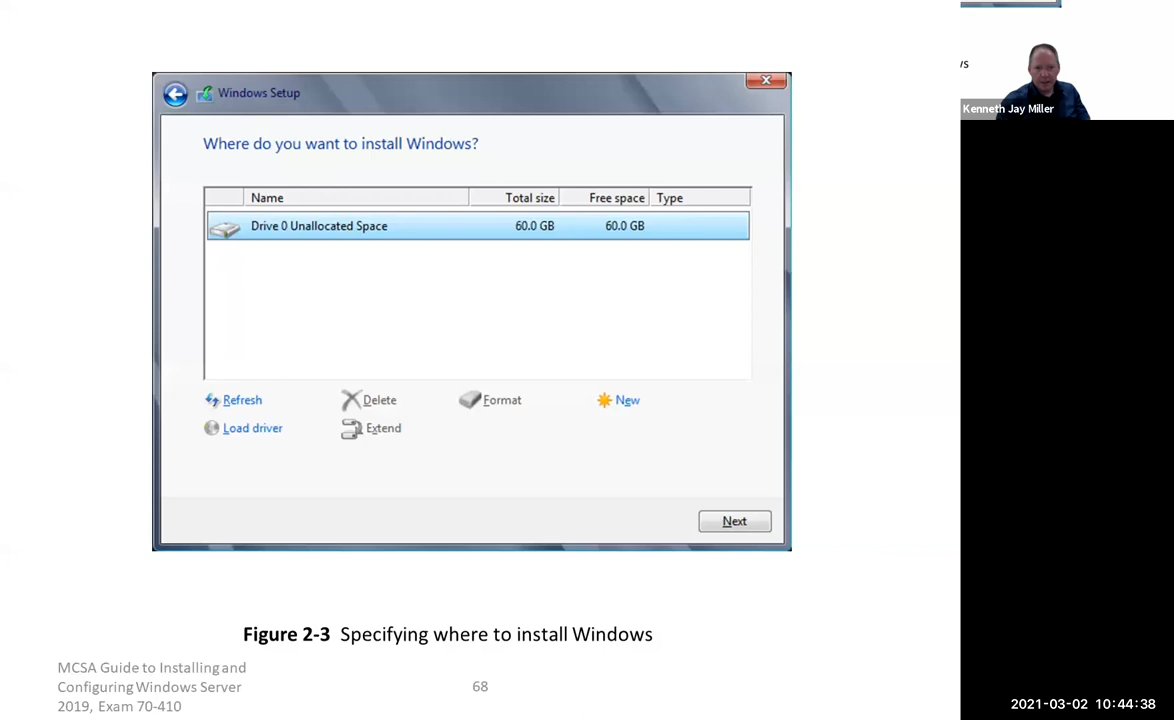 Windows Setup
Where do you want to install Windows?
Name Total size Free space Type
Drive 0 Unallocated Space 60.0 GB 60.0 GB
Refresh Delete Format New
Load driver Extend
Next
Figure 2-3 Specifying where to install Windows
MCSA Guide to Installing and
Configuring Windows Server
2019, Exam 70-410
68
Kenneth Jay Miller
2021-03-02 10:44:38